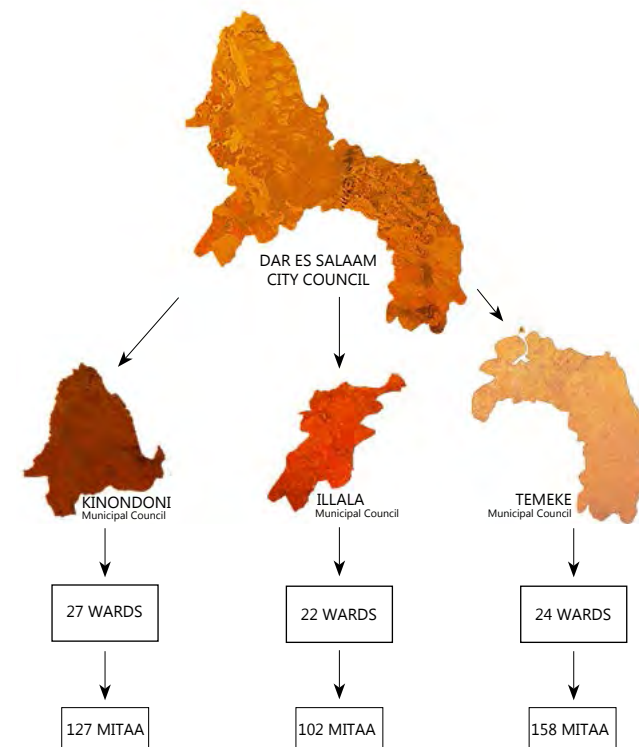 DAR ES SALAAM
CITY COUNCIL
KINONDONI
Municipal Council
ILLALA
Municipal Council
TEMEKE
Municipal Council
27 WARDS
22 WARDS
24 WARDS
127 MITAA
102 MITAA
158 MITAA